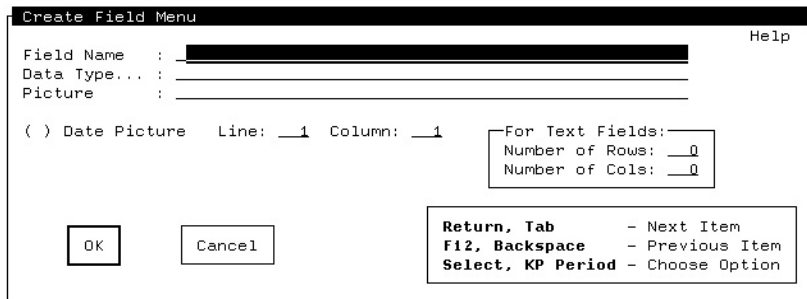 Create Field Menu
Help
Field Name :
Data Type... :
Picture :
( ) Date Picture Line: 1 Column: 1
For Text Fields:
Number of Rows: 0
Number of Cols: 0
OK
Cancel
Return, Tab - Next Item
F12, Backspace - Previous Item
Select, KP Period - Choose Option